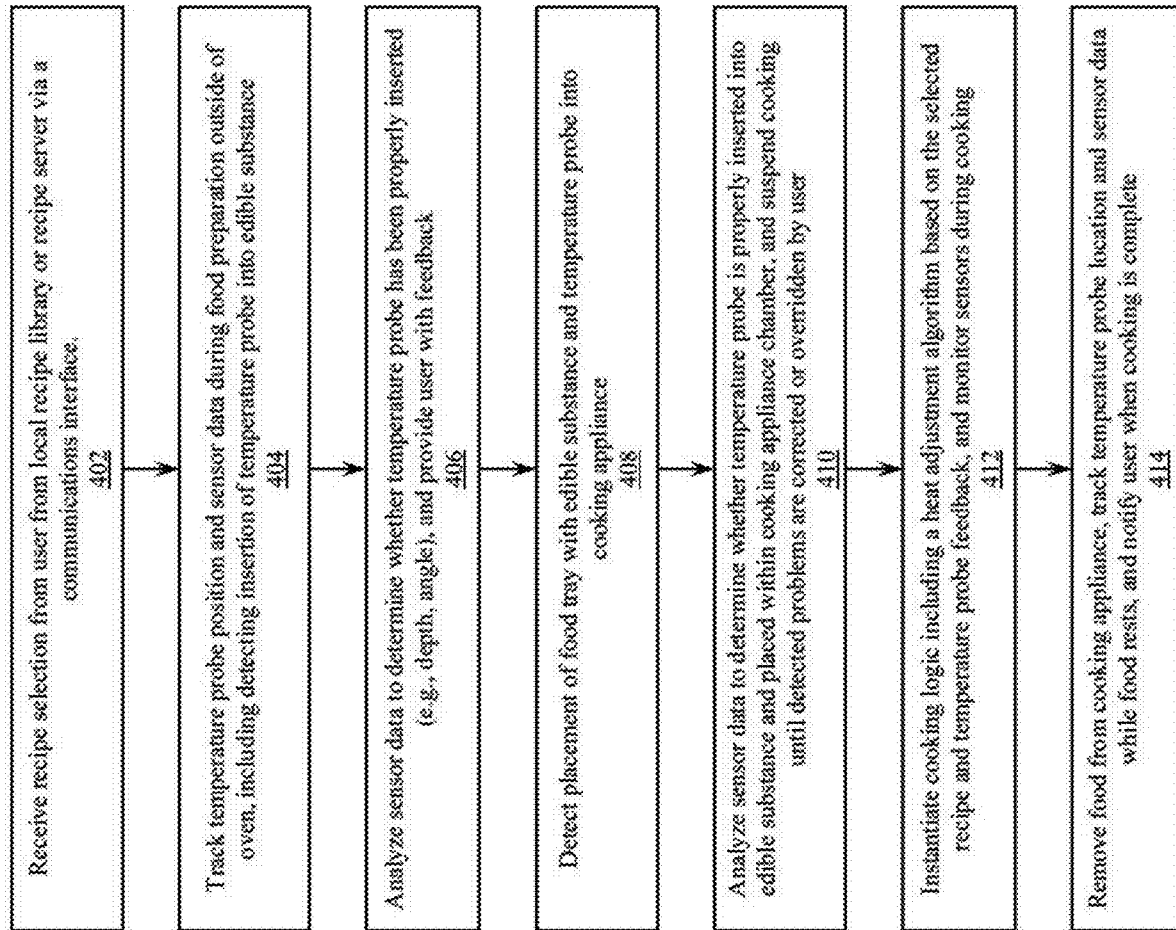 Receive recipe selection from user from local recipe library or recipe server via a
communications interface.
402
Track temperature probe position and sensor data during food preparation outside of
oven, including detecting insertion of temperature probe into edible substance
404
Analyze sensor data to determine whether temperature probe has been properly inserted
(e.g., depth, angle), and provide user with feedback
406
Detect placement of food tray with edible substance and temperature probe into
cooking appliance
408
Analyze sensor data to determine whether temperature probe is properly inserted into
edible substance and placed within cooking appliance chamber, and suspend cooking
until detected problems are corrected or overridden by user
410
Instantiate cooking logic including a heat adjustment algorithm based on the selected
recipe and temperature probe feedback, and monitor sensors during cooking
412
Remove food from cooking appliance, track temperature probe location and sensor data
while food rests, and notify user when cooking is complete
414